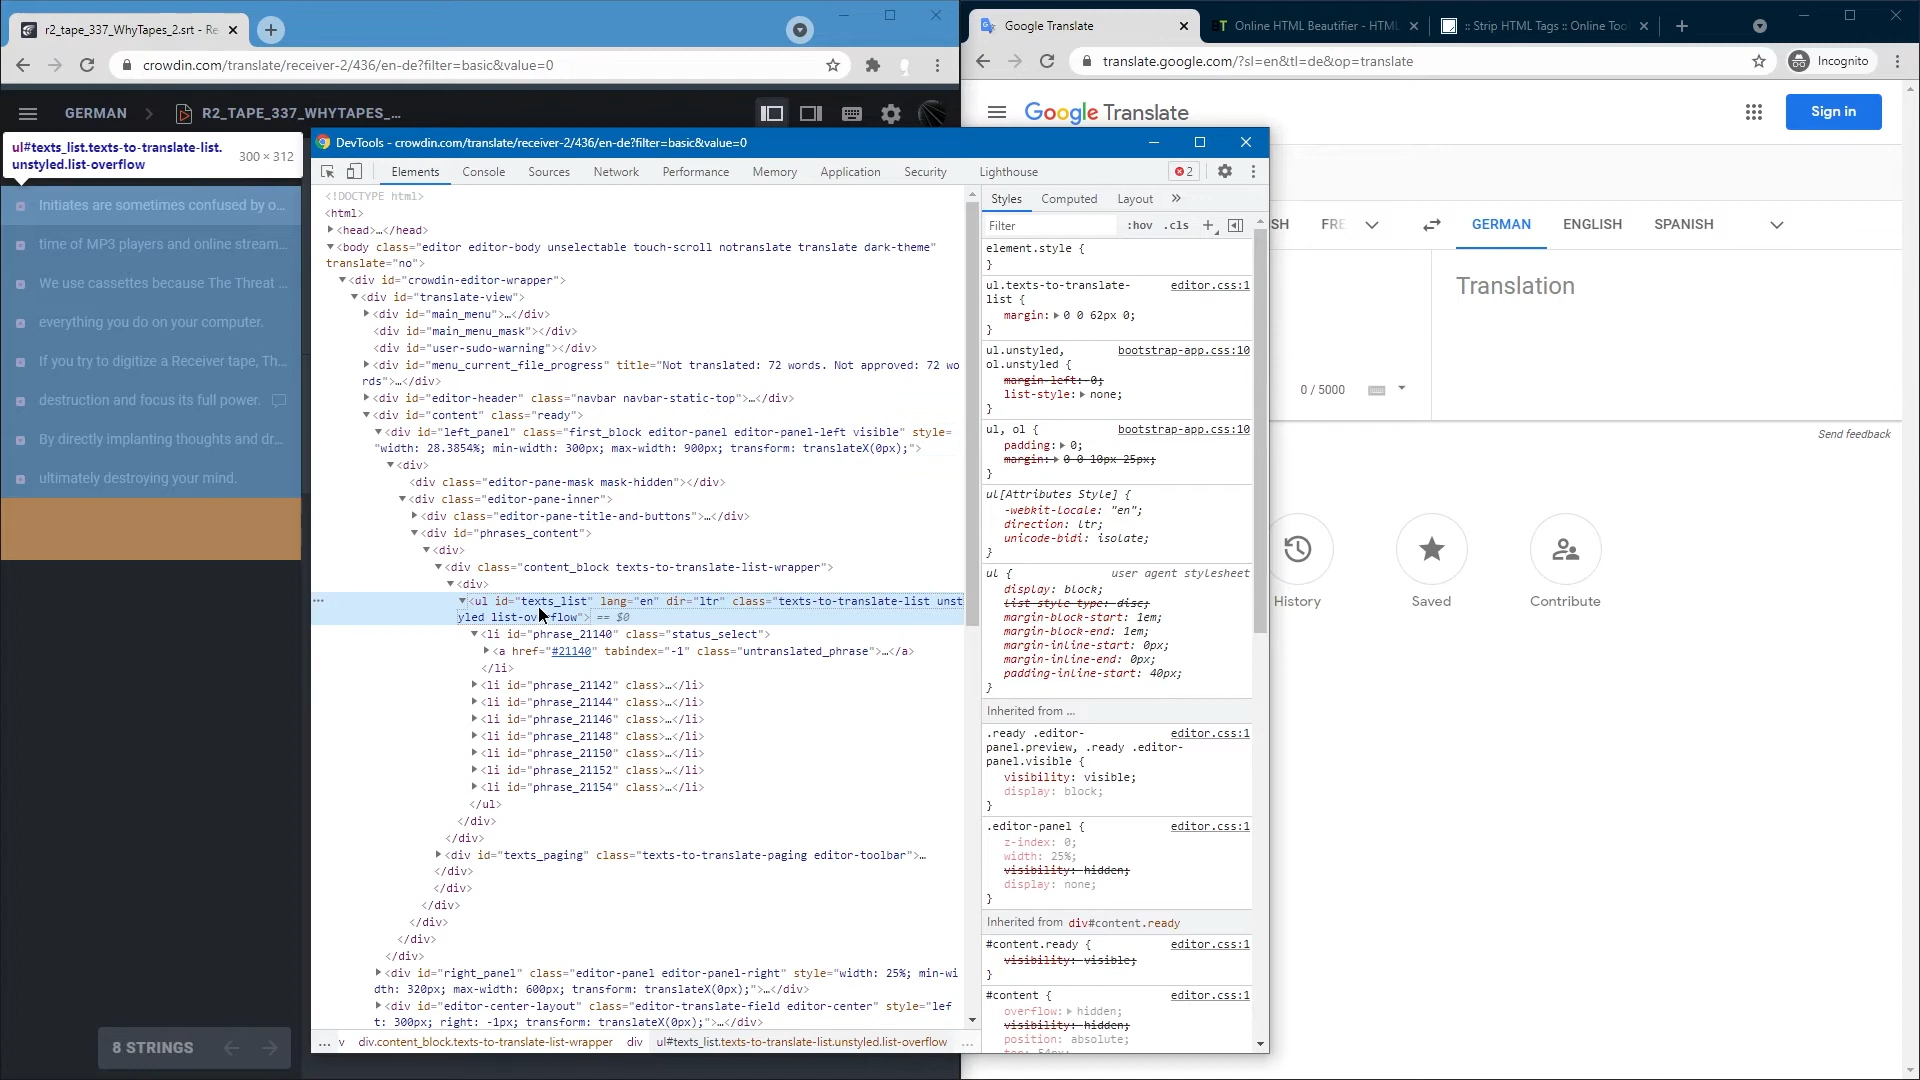 r2_tape_337_WhyTapes_2.srt - Re
crowdin.com/translate/receiver-2/436/en-de?filter=basic&value=0
GERMAN
R2_TAPE_337_WHYTAPES_...
ul#texts_list.texts-to-translate-list.
unstyled.list-overflow
300 × 312
Initiates are sometimes confused by o...
time of MP3 players and online stream...
We use cassettes because The Threat ...
everything you do on your computer.
If you try to digitize a Receiver tape, Th...
destruction and focus its full power.
By directly implanting thoughts and dr...
ultimately destroying your mind.
8 STRINGS
DevTools - crowdin.com/translate/receiver-2/436/en-de?filter=basic&value=0
Elements
Console
Sources
Network
Performance
Memory
Application
Security
Lighthouse
2
<!DOCTYPE html>
<html>
<head>…</head>
<body class="editor editor-body unselectable touch-scroll notranslate translate dark-theme"
translate="no">
<div id="crowdin-editor-wrapper">
<div id="translate-view">
<div id="main_menu">…</div>
<div id="main_menu_mask"></div>
<div id="user-sudo-warning"></div>
<div id="menu_current_file_progress" title="Not translated: 72 words. Not approved: 72 wo
rds">…</div>
<div id="editor-header" class="navbar navbar-static-top">…</div>
<div id="content" class="ready">
<div id="left_panel" class="first_block editor-panel editor-panel-left visible" style=
"width: 28.3854%; min-width: 300px; max-width: 900px; transform: translateX(0px);">
<div>
<div class="editor-pane-mask mask-hidden"></div>
<div class="editor-pane-inner">
<div class="editor-pane-title-and-buttons">…</div>
<div id="phrases_content">
<div>
<div class="content_block texts-to-translate-list-wrapper">
<div>
<ul id="texts_list" lang="en" dir="ltr" class="texts-to-translate-list unst
yled list-overflow"> == $0
<li id="phrase_21140" class="status_select">
<a href="#21140" tabindex="-1" class="untranslated_phrase">…</a>
</li>
<li id="phrase_21142" class>…</li>
<li id="phrase_21144" class>…</li>
<li id="phrase_21146" class>…</li>
<li id="phrase_21148" class>…</li>
<li id="phrase_21150" class>…</li>
<li id="phrase_21152" class>…</li>
<li id="phrase_21154" class>…</li>
</ul>
</div>
</div>
<div id="texts_paging" class="texts-to-translate-paging editor-toolbar">…
</div>
</div>
</div>
</div>
</div>
</div>
<div id="right_panel" class="editor-panel editor-panel-right" style="width: 25%; min-wi
dth: 320px; max-width: 600px; transform: translateX(0px);">…</div>
<div id="editor-center-layout" class="editor-translate-field editor-center" style="lef
t: 300px; right: -1px; transform: translateX(0px);">…</div>
... v div.content_block.texts-to-translate-list-wrapper div ul#texts_list.texts-to-translate-list.unstyled.list-overflow ...
Styles
Computed
Layout
»
Filter
:hov .cls +
element.style {
}
ul.texts-to-translate-
list {
editor.css:1
margin: 0 0 62px 0;
}
ul.unstyled,
ol.unstyled {
bootstrap-app.css:10
margin-left: 0;
list-style: none;
}
ul, ol {
bootstrap-app.css:10
padding: 0;
margin: 0 0 10px 25px;
}
ul[Attributes Style] {
-webkit-locale: "en";
direction: ltr;
unicode-bidi: isolate;
}
ul {
user agent stylesheet
display: block;
list-style-type: disc;
margin-block-start: 1em;
margin-block-end: 1em;
margin-inline-start: 0px;
margin-inline-end: 0px;
padding-inline-start: 40px;
}
Inherited from ...
.ready .editor-
panel.preview, .ready .editor-
panel.visible {
editor.css:1
visibility: visible;
display: block;
}
.editor-panel {
editor.css:1
z-index: 0;
width: 25%;
visibility: hidden;
display: none;
}
Inherited from div#content.ready
#content.ready {
editor.css:1
visibility: visible;
}
#content {
editor.css:1
overflow: hidden;
visibility: hidden;
position: absolute;
Google Translate
Online HTML Beautifier - HTML
:: Strip HTML Tags :: Online Too
translate.google.com/?sl=en&tl=de&op=translate
Incognito
Google Translate
Sign in
SH
FRE
GERMAN
ENGLISH
SPANISH
Translation
0 / 5000
Send feedback
History
Saved
Contribute